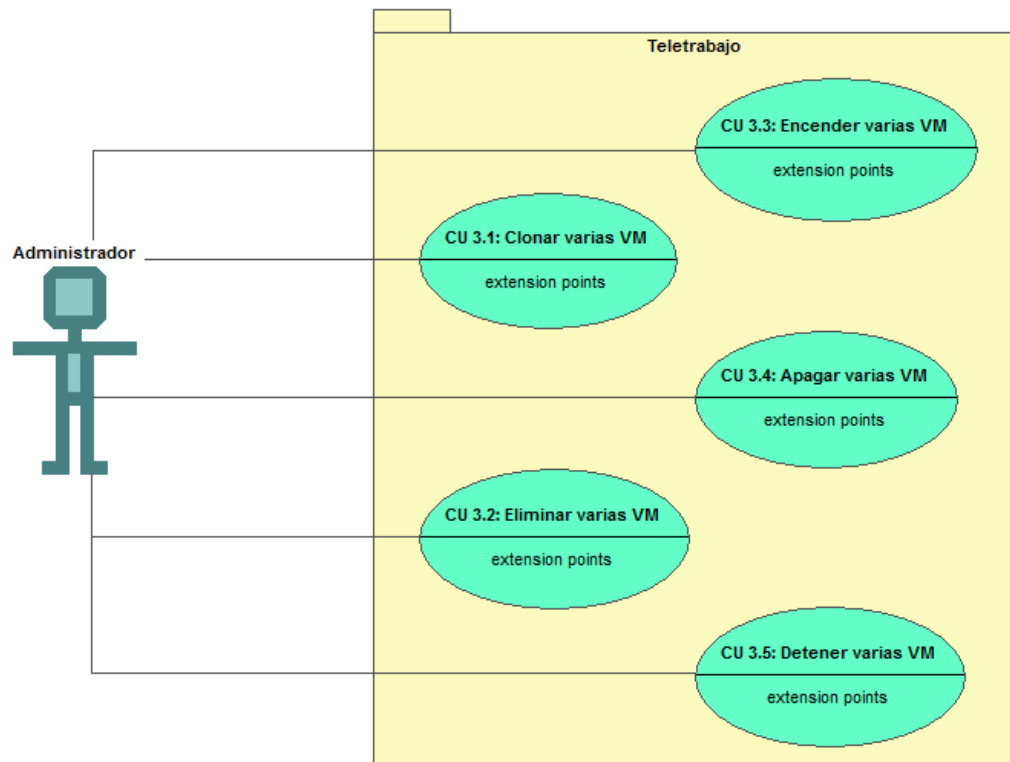 Teletrabajo
CU 3.3: Encender varias VM
extension points
CU 3.1: Clonar varias VM
extension points
Administrador
CU 3.4: Apagar varias VM
extension points
CU 3.2: Eliminar varias VM
extension points
CU 3.5: Detener varias VM
extension points